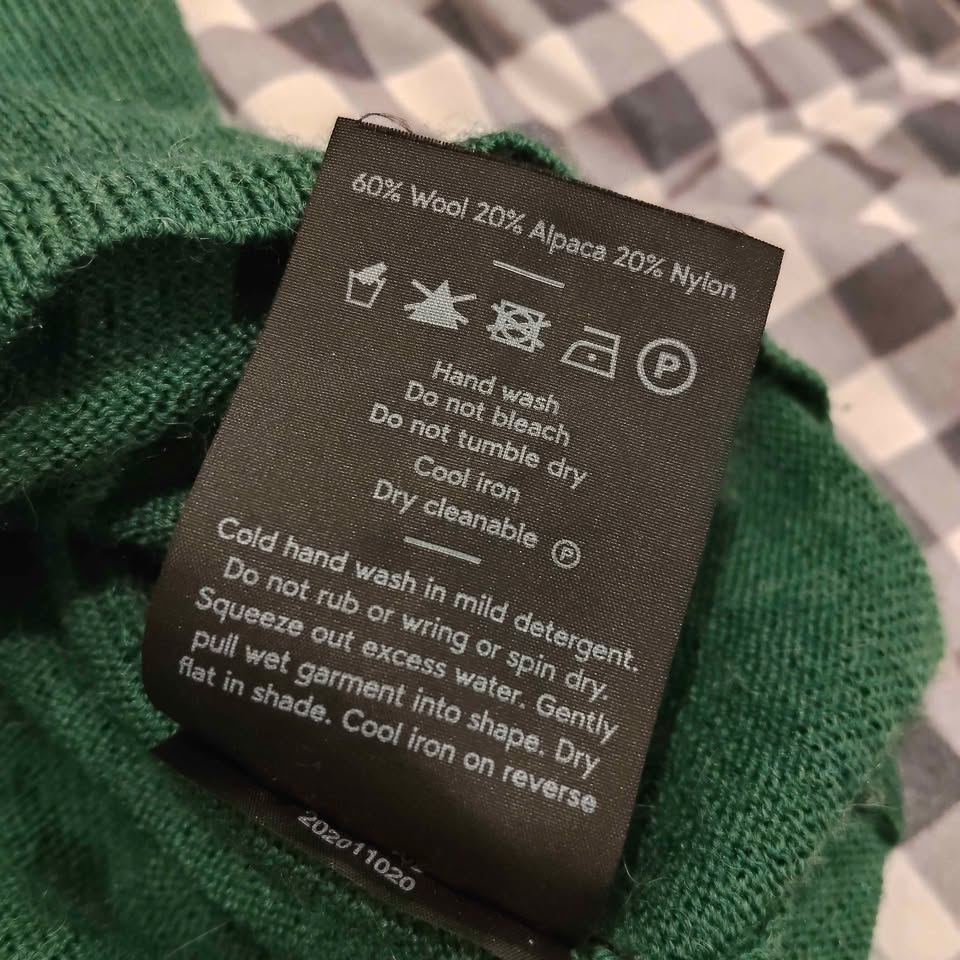 60% Wool 20% Alpaca 20% Nylon
P
Hand wash
Do not bleach
Do not tumble dry
Cool iron
Dry cleanable P
Cold hand wash in mild detergent.
Do not rub or wring or spin dry.
Squeeze out excess water. Gently
pull wet garment into shape. Dry
flat in shade. Cool iron on reverse
202011020